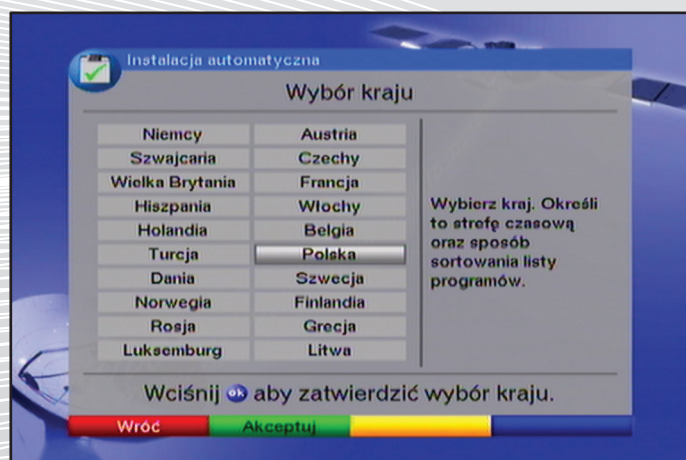 Instalacja automatyczna
Wybór kraju
Niemcy Austria
Szwajcaria Czechy
Wielka Brytania Francja
Hiszpania Włochy
Holandia Belgia
Turcja Polska
Dania Szwecja
Norwegia Finlandia
Rosja Grecja
Luksemburg Litwa
Wybierz kraj. Określi
to strefę czasową
oraz sposób
sortowania listy
programów.
Wciśnij ok aby zatwierdzić wybór kraju.
Wróć Akceptuj